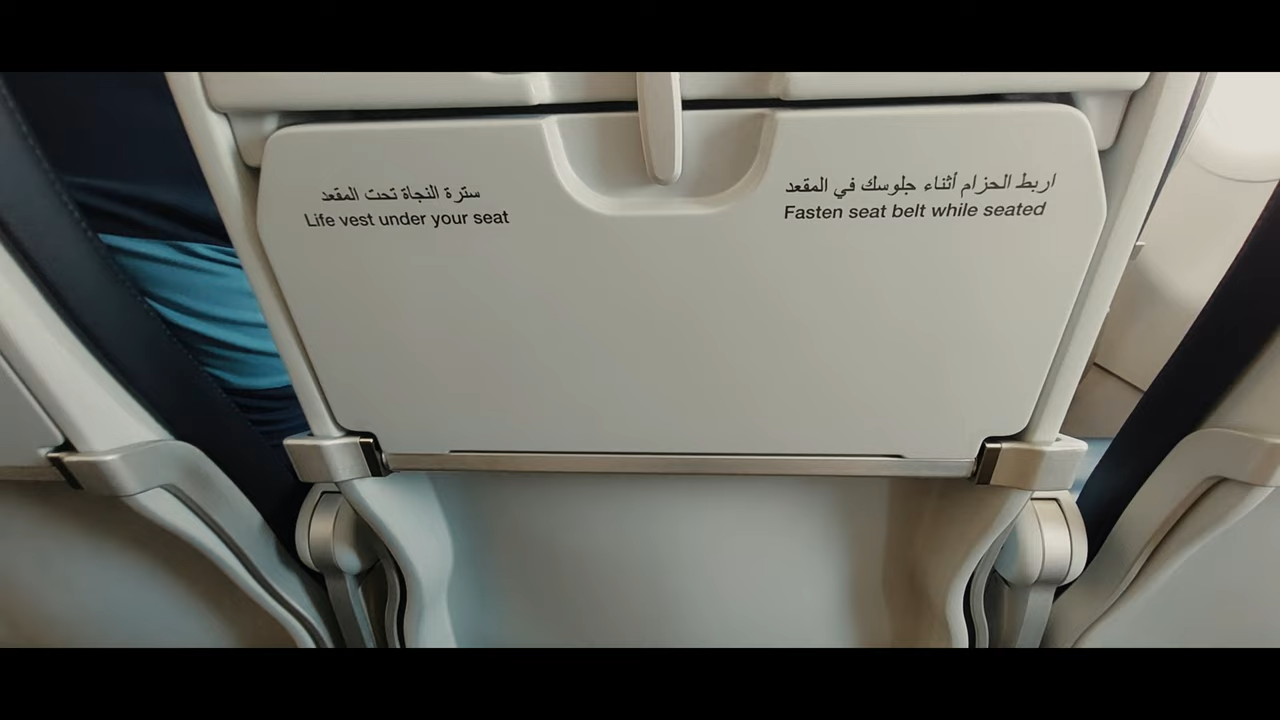 سترة النجاة تحت المقعد
Life vest under your seat
اربط الحزام أثناء جلوسك في المقعد
Fasten seat belt while seated